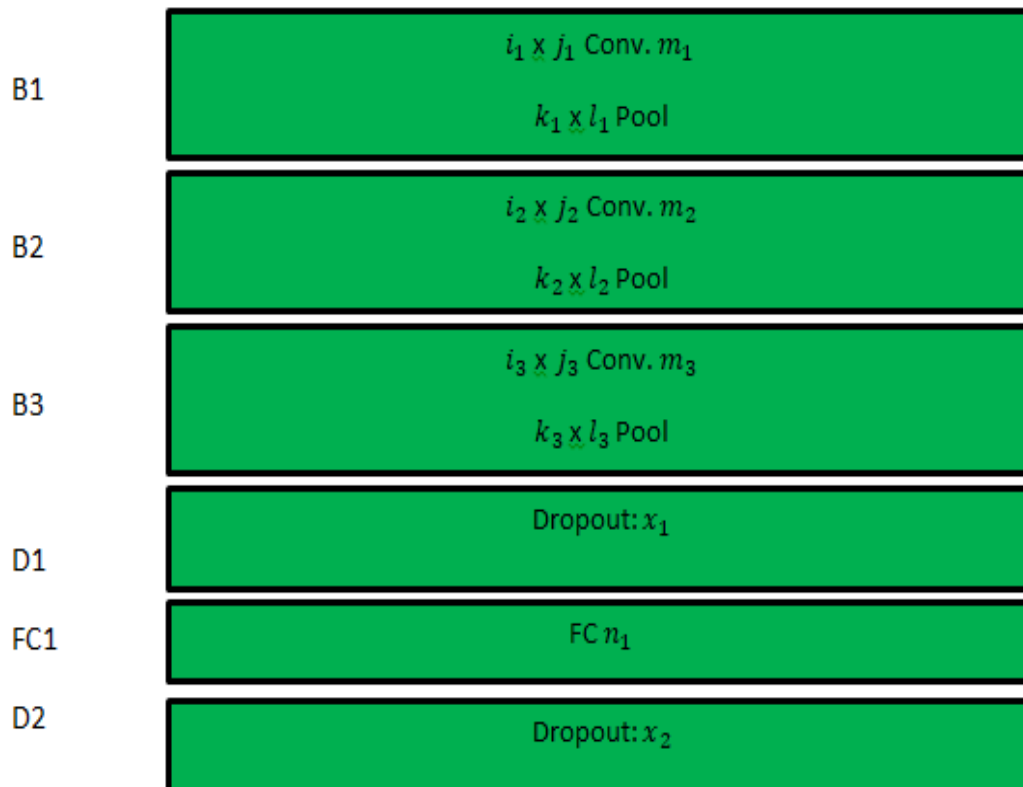 B1
i₁ x j₁ Conv. m₁
k₁ x l₁ Pool
B2
i₂ x j₂ Conv. m₂
k₂ x l₂ Pool
B3
i₃ x j₃ Conv. m₃
k₃ x l₃ Pool
D1
Dropout: x₁
FC1
FC n₁
D2
Dropout: x₂